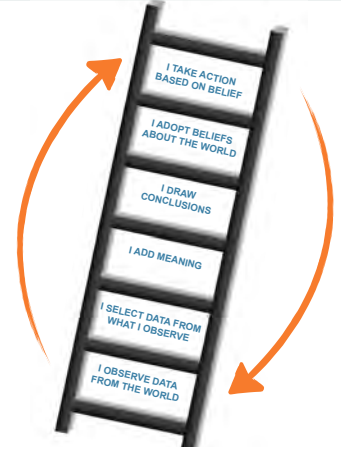 I TAKE ACTION
BASED ON BELIEF
I ADOPT BELIEFS
ABOUT THE WORLD
I DRAW
CONCLUSIONS
I ADD MEANING
I SELECT DATA FROM
WHAT I OBSERVE
I OBSERVE DATA
FROM THE WORLD